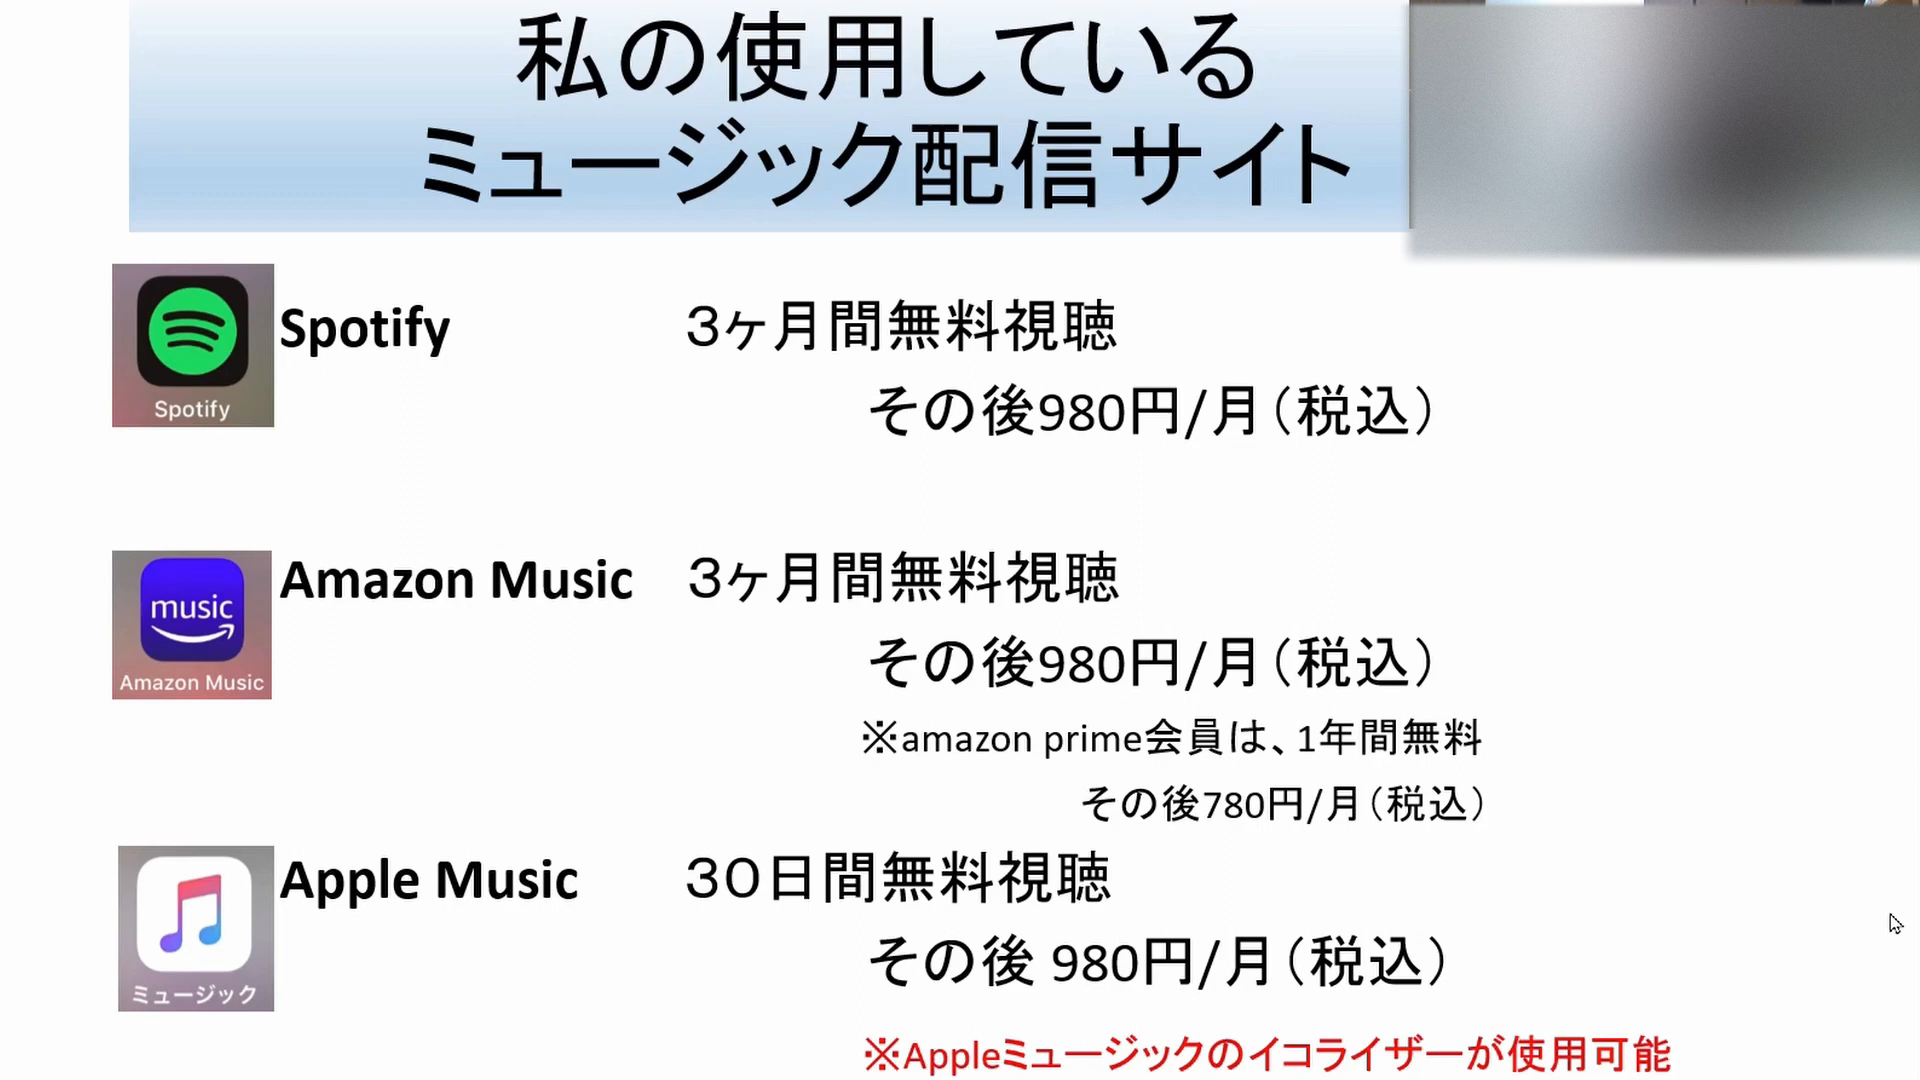 私の使用している
ミュージック配信サイト
Spotify
Spotify ３ヶ月間無料視聴
その後980円/月（税込）
music
Amazon Music
Amazon Music ３ヶ月間無料視聴
その後980円/月（税込）
※amazon prime会員は、1年間無料
その後780円/月（税込）
ミュージック
Apple Music ３０日間無料視聴
その後 980円/月（税込）
※Appleミュージックのイコライザーが使用可能